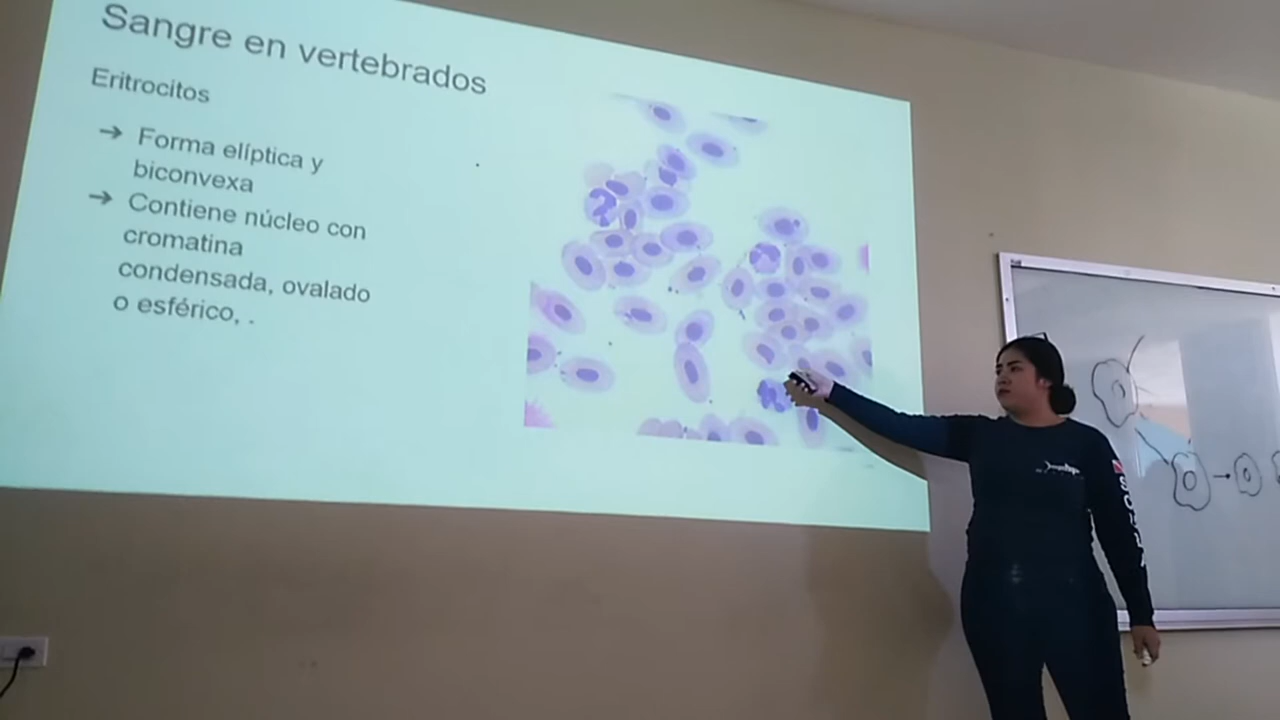 Sangre en vertebrados
Eritrocitos
➔ Forma elíptica y
biconvexa
➔ Contiene núcleo con
cromatina
condensada, ovalado
o esférico, .